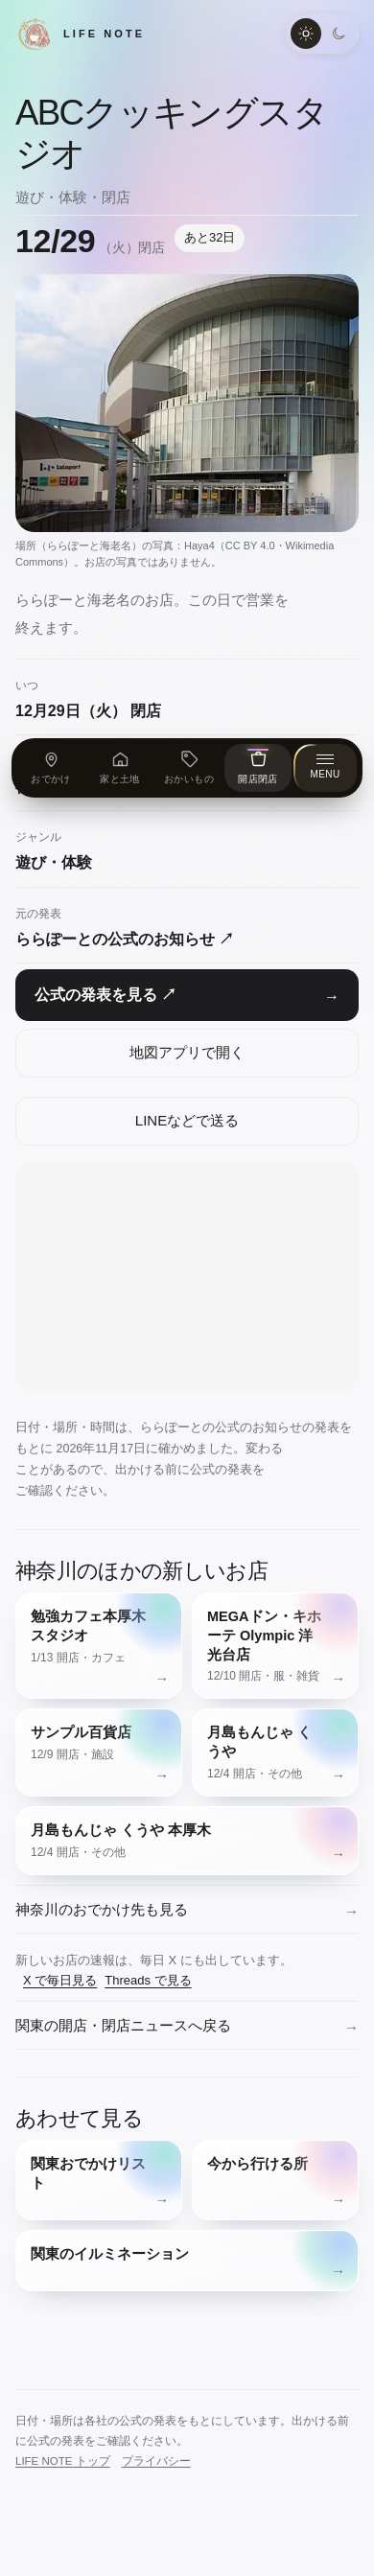 LIFE NOTE
ABCクッキングスタ
ジオ
遊び・体験・閉店
12/29 （火）閉店 あと32日
LaLaport
場所（ららぽーと海老名）の写真：Haya4（CC BY 4.0・Wikimedia
Commons）。お店の写真ではありません。
ららぽーと海老名のお店。この日で営業を
終えます。
いつ
12月29日（火） 閉店
おでかけ
家と土地
おかいもの
開店閉店
MENU
ジャンル
遊び・体験
元の発表
ららぽーとの公式のお知らせ ↗
公式の発表を見る ↗ →
地図アプリで開く
LINEなどで送る
日付・場所・時間は、ららぽーとの公式のお知らせの発表を
もとに 2026年11月17日に確かめました。変わる
ことがあるので、出かける前に公式の発表を
ご確認ください。
神奈川のほかの新しいお店
勉強カフェ本厚木
スタジオ
1/13 開店・カフェ
→
MEGAドン・キホ
ーテ Olympic 洋
光台店
12/10 開店・服・雑貨
→
サンプル百貨店
12/9 開店・施設
→
月島もんじゃ く
うや
12/4 開店・その他
→
月島もんじゃ くうや 本厚木
12/4 開店・その他
→
神奈川のおでかけ先も見る →
新しいお店の速報は、毎日 X にも出しています。
X で毎日見る Threads で見る
関東の開店・閉店ニュースへ戻る →
あわせて見る
関東おでかけリス
ト
→
今から行ける所
→
関東のイルミネーション
→
日付・場所は各社の公式の発表をもとにしています。出かける前
に公式の発表をご確認ください。
LIFE NOTE トップ プライバシー